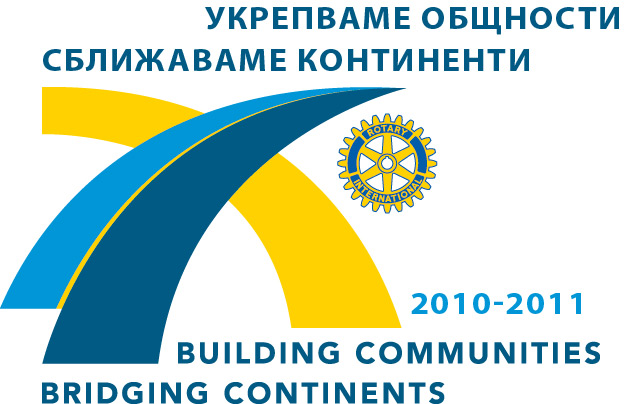 УКРЕПВАМЕ ОБЩНОСТИ
СБЛИЖАВАМЕ КОНТИНЕНТИ
ROTARY
INTERNATIONAL
2010-2011
BUILDING COMMUNITIES
BRIDGING CONTINENTS